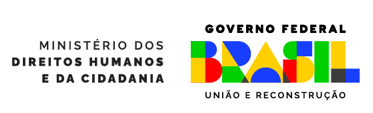 MINISTÉRIO DOS
DIREITOS HUMANOS
E DA CIDADANIA
GOVERNO FEDERAL
BRASIL
UNIÃO E RECONSTRUÇÃO